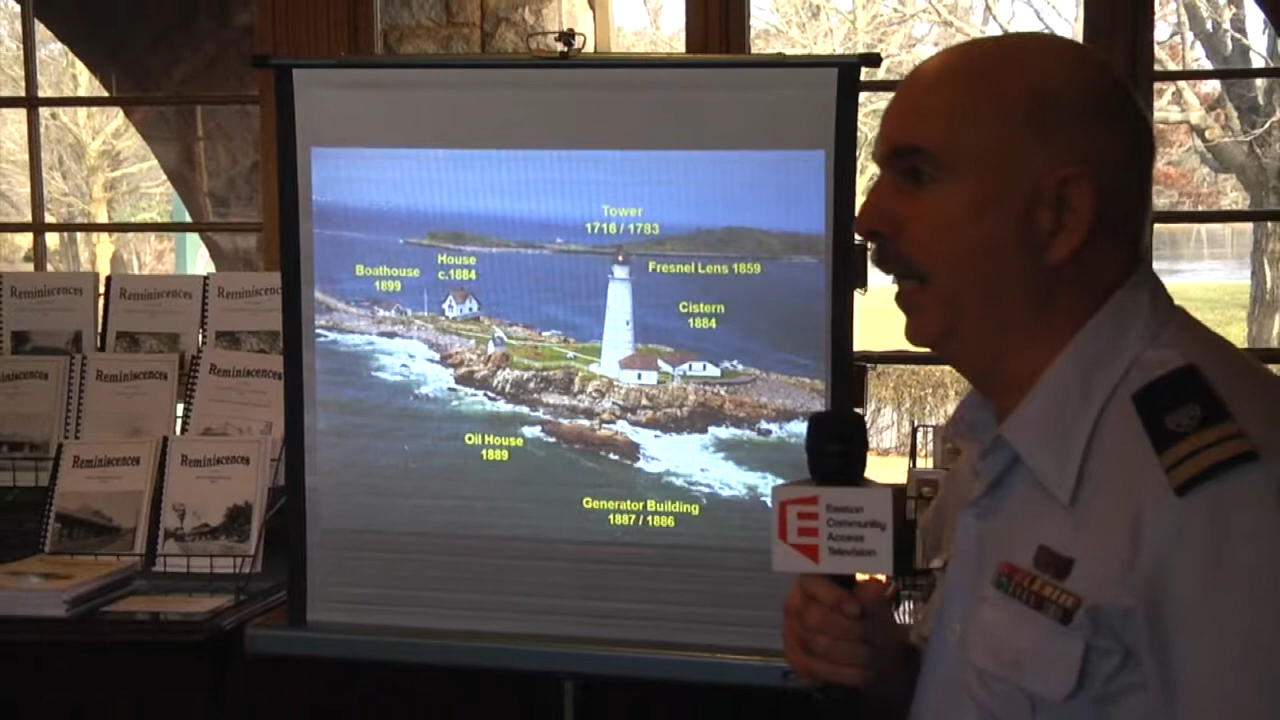 Reminiscences
Reminiscences
Reminiscences
Reminiscences
Reminiscences
Reminiscences
Reminiscences
Tower
1716 / 1783
House
c.1884
Boathouse
1899
Fresnel Lens 1859
Cistern
1884
Oil House
1889
Generator Building
1887 / 1886
E
Easton
Community
Access
Television